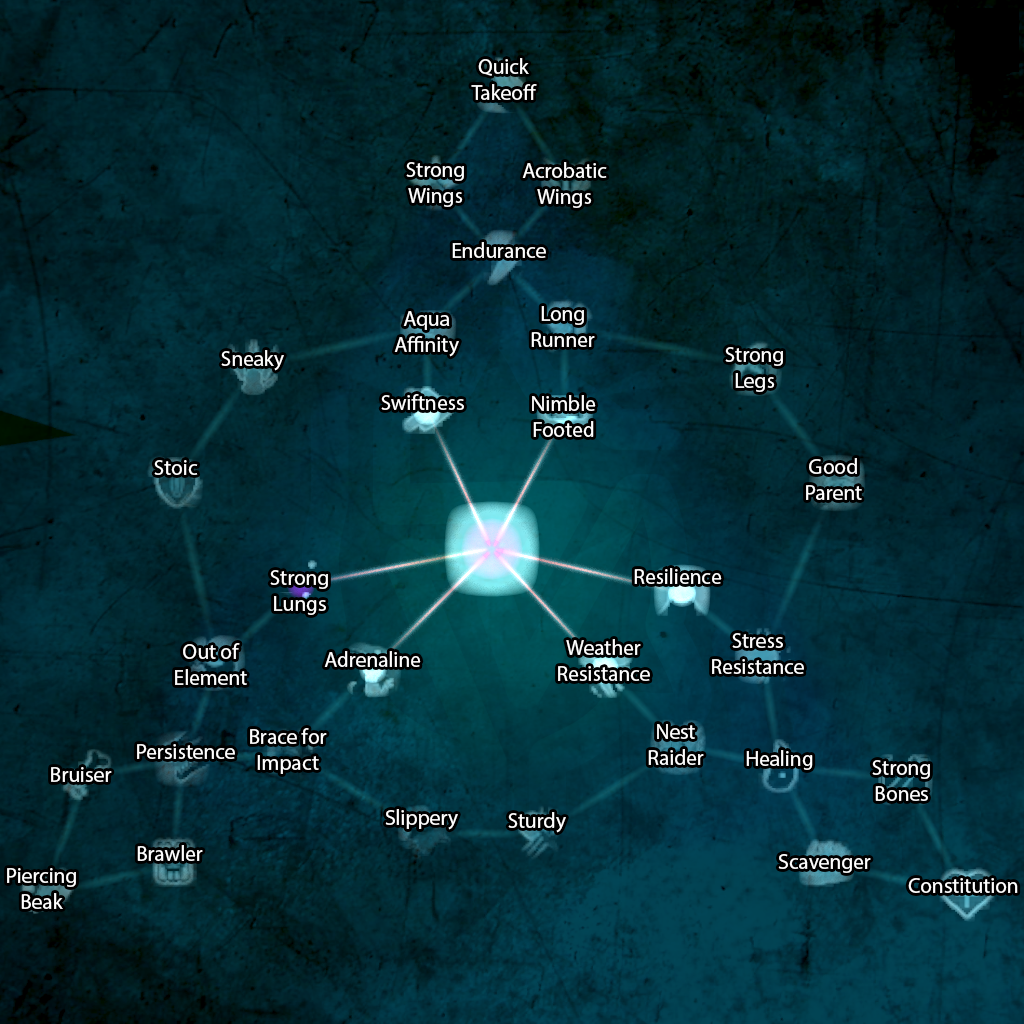 Quick
Takeoff
Strong
Wings
Acrobatic
Wings
Endurance
Aqua
Affinity
Long
Runner
Sneaky
Strong
Legs
Swiftness
Nimble
Footed
Stoic
Good
Parent
Strong
Lungs
Resilience
Out of
Element
Adrenaline
Weather
Resistance
Stress
Resistance
Persistence
Brace for
Impact
Nest
Raider
Healing
Bruiser
Strong
Bones
Slippery
Sturdy
Brawler
Scavenger
Piercing
Beak
Constitution